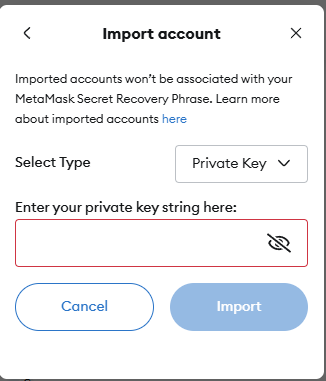 Import account
Imported accounts won't be associated with your
MetaMask Secret Recovery Phrase. Learn more
about imported accounts here
Select Type
Private Key
Enter your private key string here:
Cancel
Import